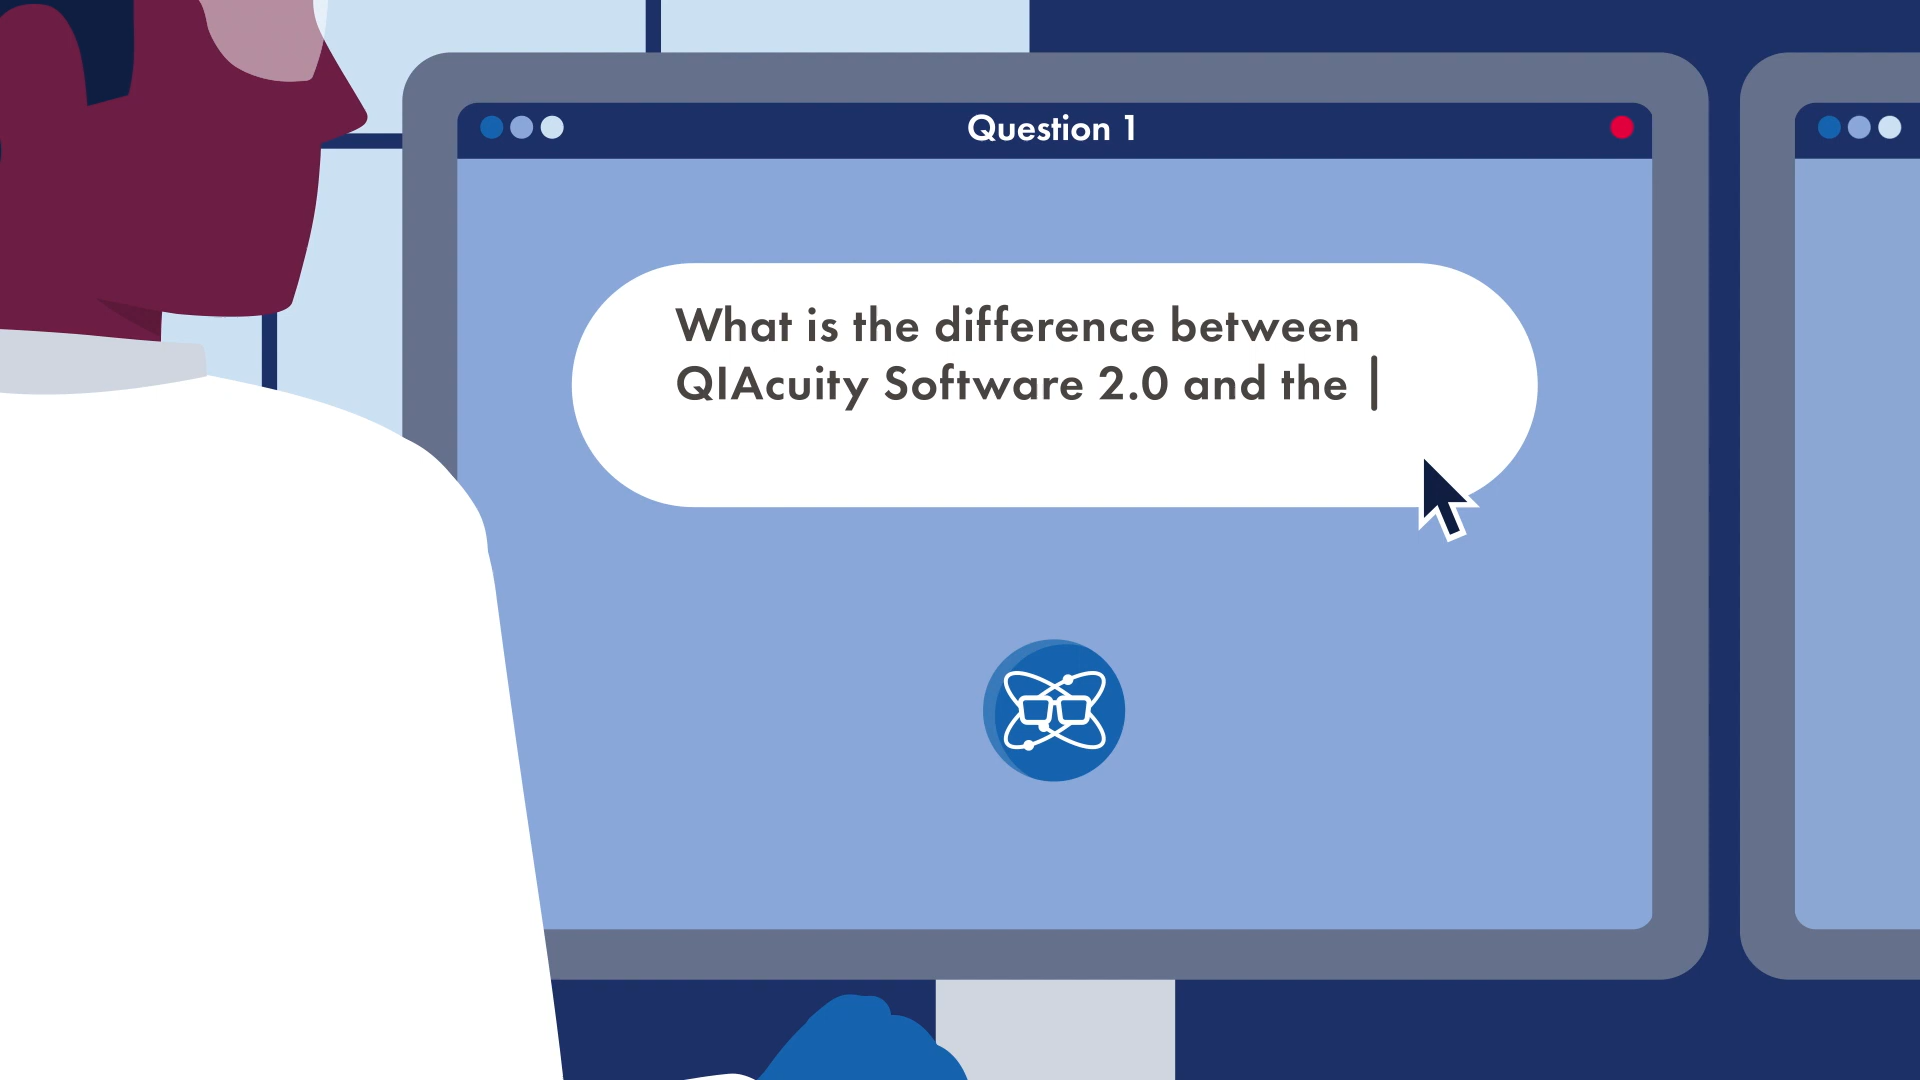 Question 1
What is the difference between
QIAcuity Software 2.0 and the